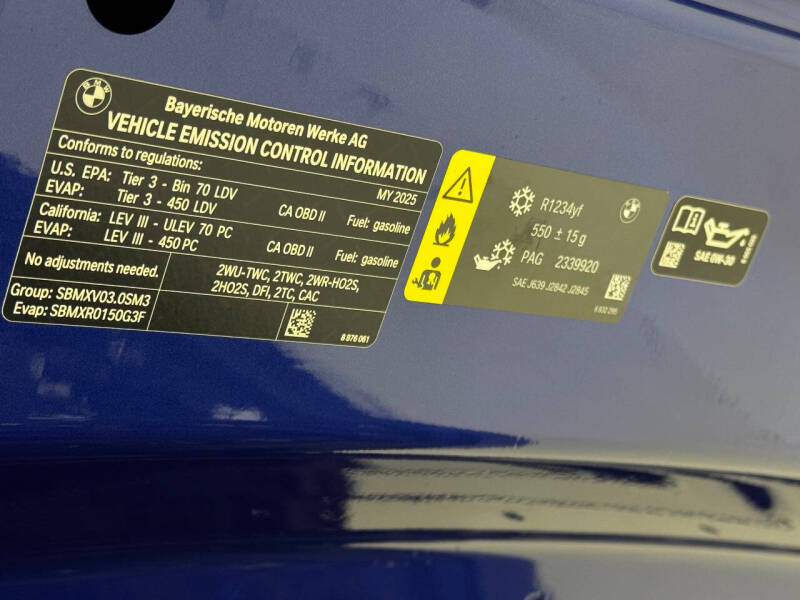 BMW
Bayerische Motoren Werke AG
VEHICLE EMISSION CONTROL INFORMATION
Conforms to regulations:
MY 2025
U.S. EPA: Tier 3 - Bin 70 LDV
EVAP: Tier 3 - 450 LDV
CA OBD II
Fuel: gasoline
California: LEV III - ULEV 70 PC
EVAP: LEV III - 450 PC
CA OBD II
Fuel: gasoline
No adjustments needed.
2WU-TWC, 2TWC, 2WR-HO2S,
2HO2S, DFI, 2TC, CAC
Group: SBMXV03.0SM3
Evap: SBMXR0150G3F
8 876 061
R1234yf
550 ± 15 g
PAG 2339920
SAE J639 J2842 J2845
SAE 0W-30